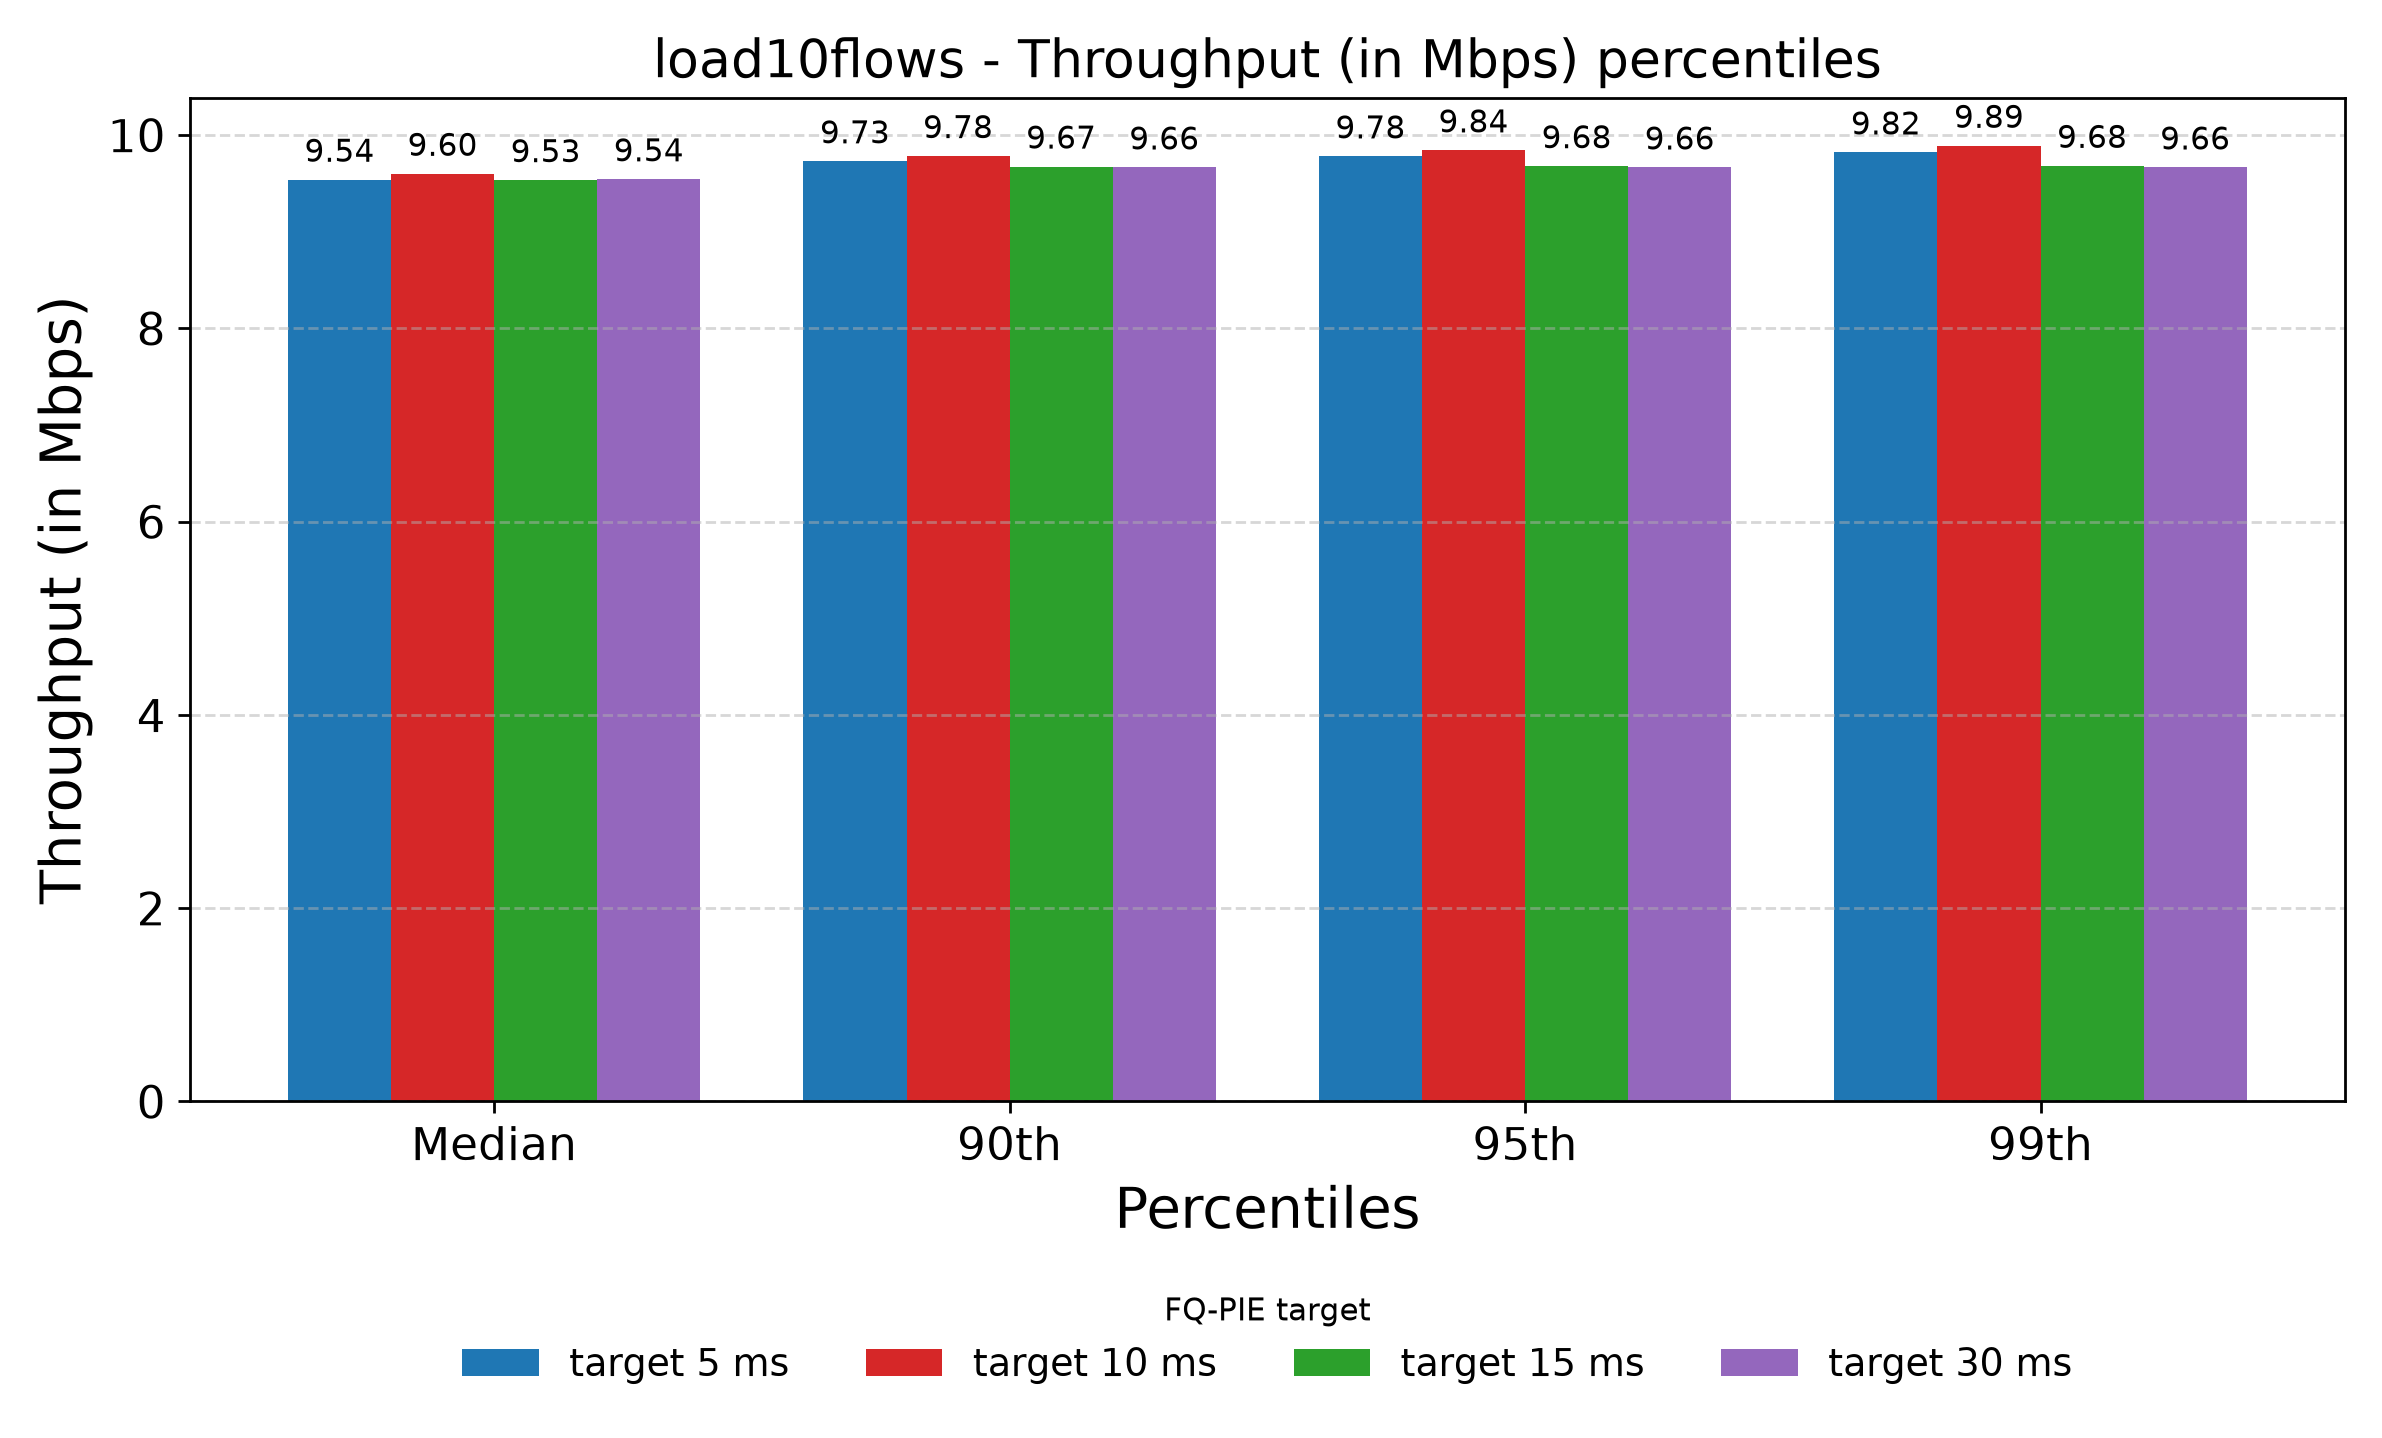 load10flows - Throughput (in Mbps) percentiles
Throughput (in Mbps)
10
8
6
4
2
0
9.54 9.60 9.53 9.54
9.73 9.78 9.67 9.66
9.78 9.84 9.68 9.66
9.82 9.89 9.68 9.66
Median 90th 95th 99th
Percentiles
FQ-PIE target
target 5 ms target 10 ms target 15 ms target 30 ms